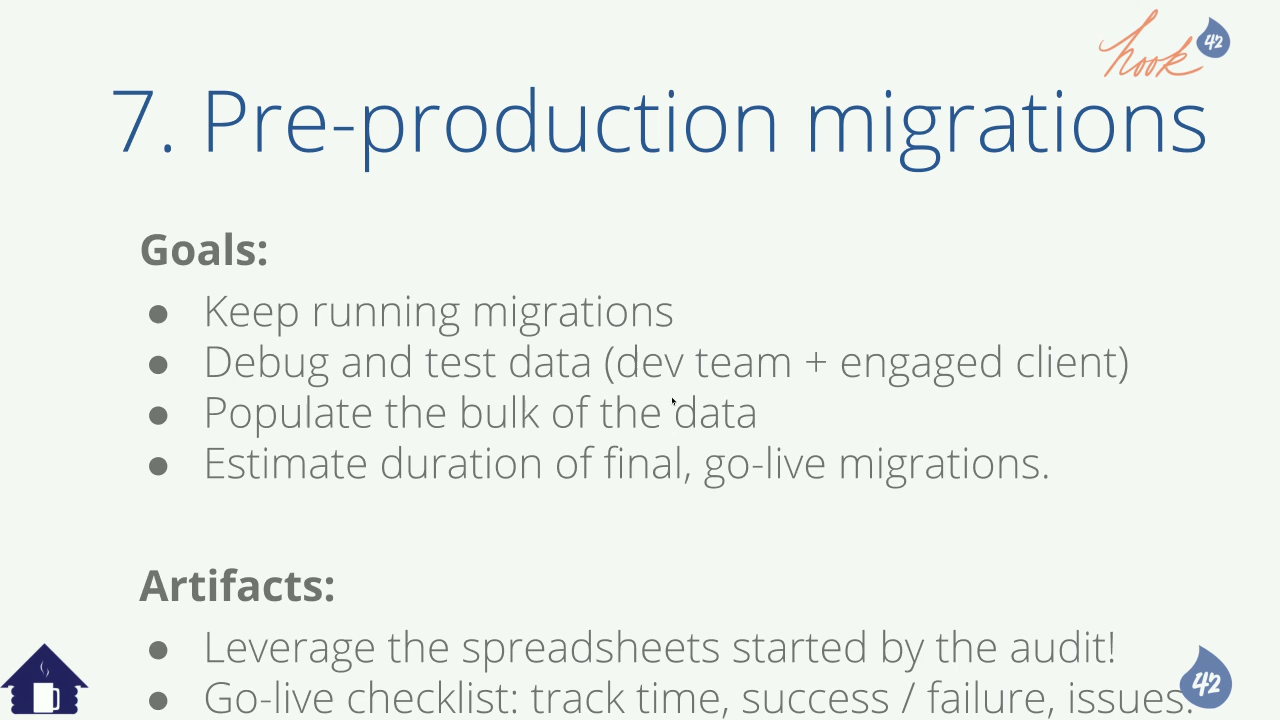 hook 42
7. Pre-production migrations
Goals:
● Keep running migrations
● Debug and test data (dev team + engaged client)
● Populate the bulk of the data
● Estimate duration of final, go-live migrations.
Artifacts:
● Leverage the spreadsheets started by the audit!
● Go-live checklist: track time, success / failure, issues.
42